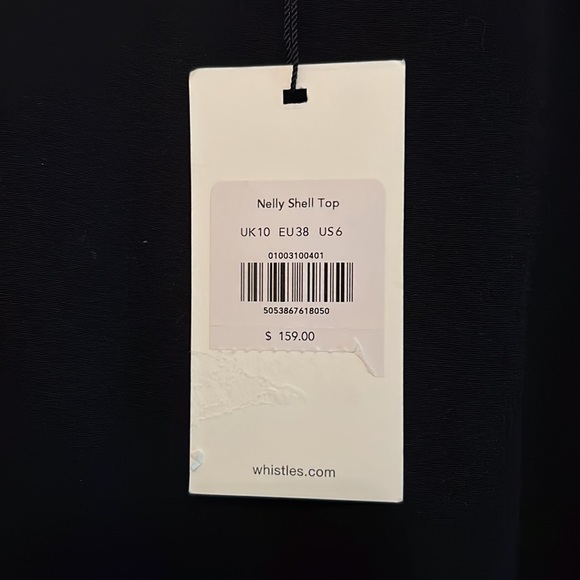 Nelly Shell Top
UK10 EU38 US6
01003100401
5053867618050
$ 159.00
whistles.com